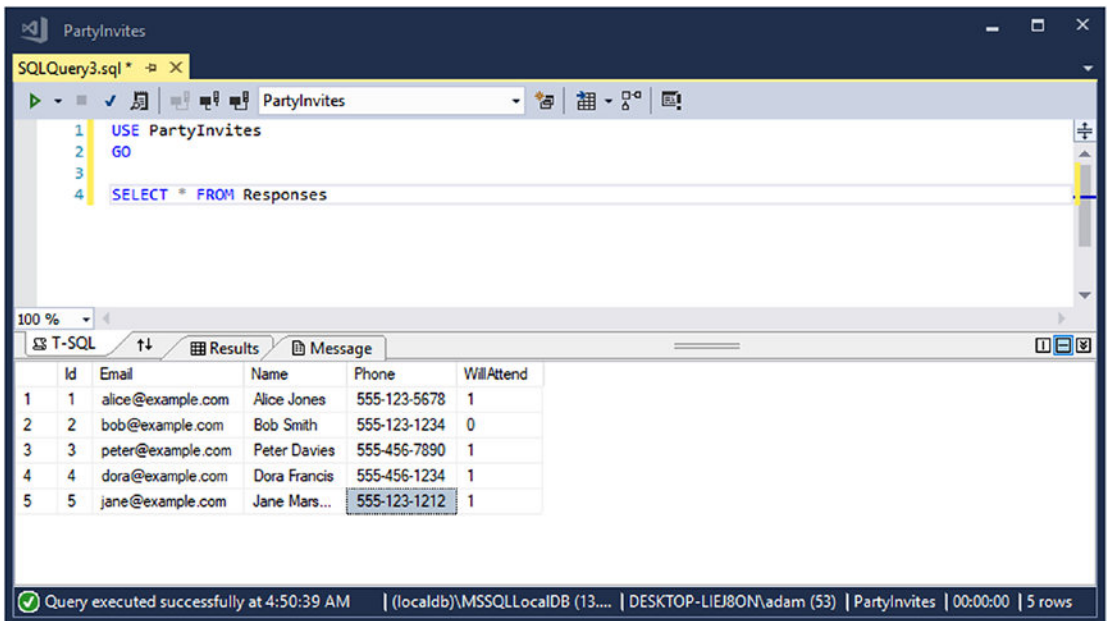 PartyInvites
SQLQuery3.sql *
PartyInvites
1 USE PartyInvites
2 GO
3
4 SELECT * FROM Responses
100 %
T-SQL Results Message
Id Email Name Phone WillAttend
1 1 alice@example.com Alice Jones 555-123-5678 1
2 2 bob@example.com Bob Smith 555-123-1234 0
3 3 peter@example.com Peter Davies 555-456-7890 1
4 4 dora@example.com Dora Francis 555-456-1234 1
5 5 jane@example.com Jane Mars... 555-123-1212 1
Query executed successfully at 4:50:39 AM | (localdb)\MSSQLLocalDB (13.... | DESKTOP-LIEJ8ON\adam (53) | PartyInvites | 00:00:00 | 5 rows